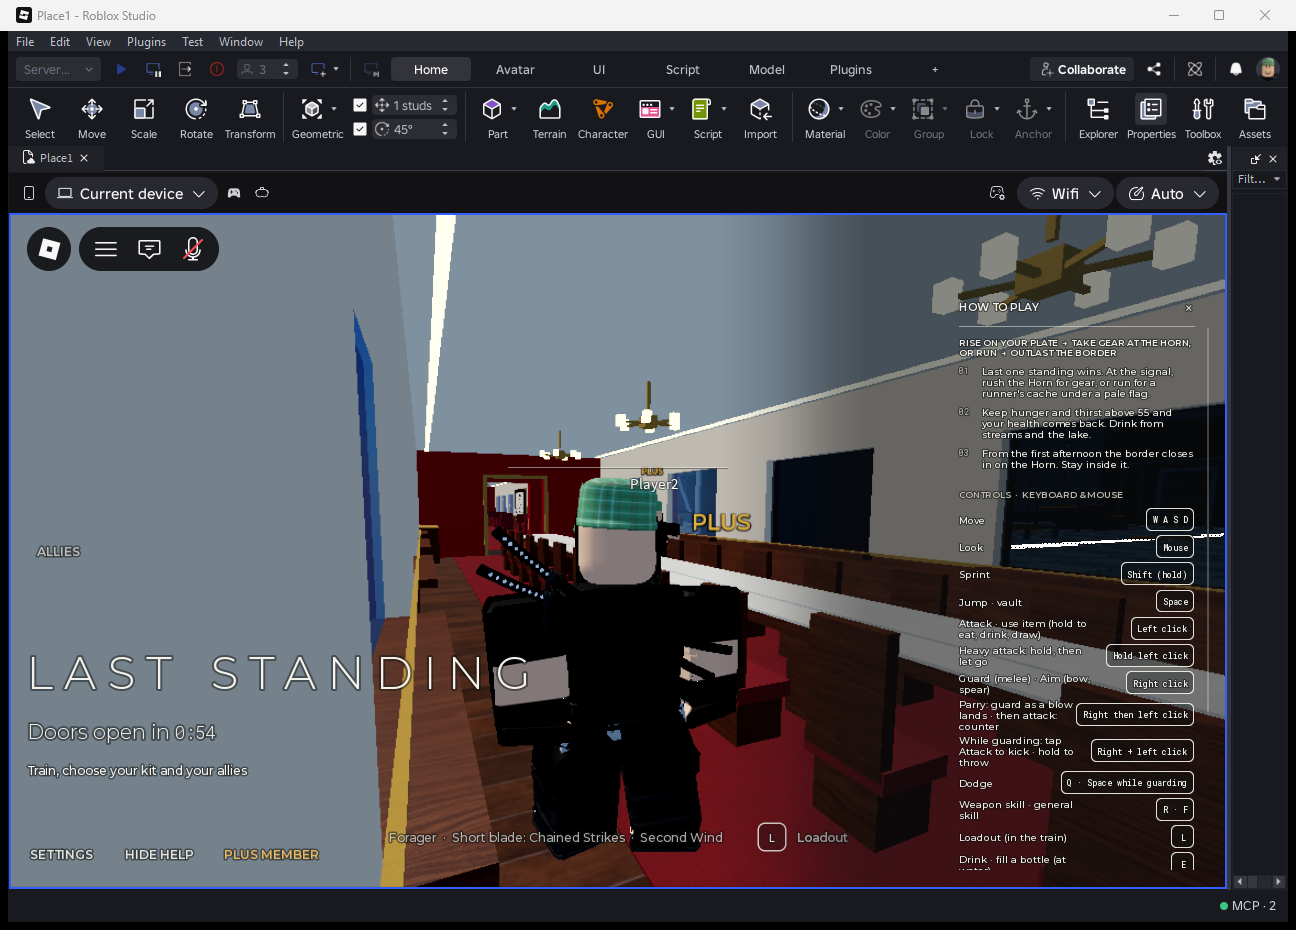 Place1 - Roblox Studio
File Edit View Plugins Test Window Help
Server... 3 Home Avatar UI Script Model Plugins + Collaborate
1 studs
45°
Select Move Scale Rotate Transform Geometric Part Terrain Character GUI Script Import Material Color Group Lock Anchor Explorer Properties Toolbox Assets
Place1
Filt...
Current device Wifi Auto
HOW TO PLAY ×
RISE ON YOUR PLATE → TAKE GEAR AT THE HORN,
OR RUN → OUTLAST THE BORDER
01 Last one standing wins. At the signal,
rush the Horn for gear, or run for a
runner's cache under a pale flag.
02 Keep hunger and thirst above 55 and
your health comes back. Drink from
streams and the lake.
03 From the first afternoon the border closes
in on the Horn. Stay inside it.
CONTROLS · KEYBOARD & MOUSE
Move W A S D
Look Mouse
Sprint Shift (hold)
Jump · vault Space
Attack · use item (hold to
eat, drink, draw) Left click
Heavy attack: hold, then
let go Hold left click
Guard (melee) · Aim (bow,
spear) Right click
Parry: guard as a blow
lands · then attack:
counter Right then left click
While guarding: tap
Attack to kick · hold to
throw Right + left click
Dodge Q · Space while guarding
Weapon skill · general
skill R · F
Loadout (in the train) L
Drink · fill a bottle (at
water) E
PLUS
Player2
PLUS
ALLIES
LAST STANDING
Doors open in 0:54
Train, choose your kit and your allies
Forager · Short blade: Chained Strikes · Second Wind L Loadout
SETTINGS HIDE HELP PLUS MEMBER
MCP · 2